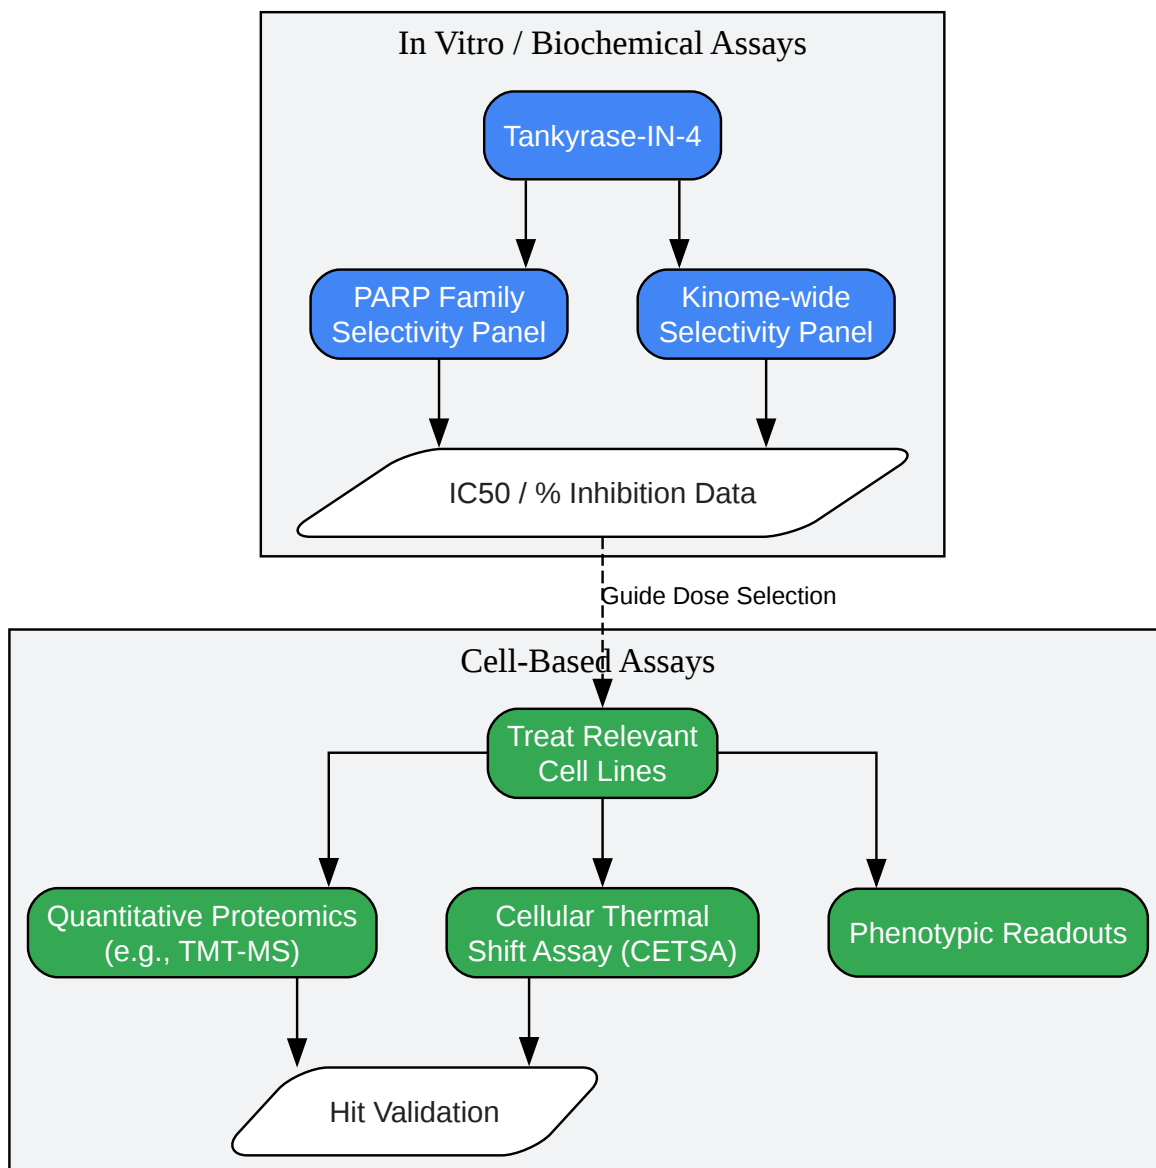 In Vitro / Biochemical Assays
Tankyrase-IN-4
PARP Family
Selectivity Panel
Kinome-wide
Selectivity Panel
IC50 / % Inhibition Data
Guide Dose Selection
Cell-Based Assays
Treat Relevant
Cell Lines
Quantitative Proteomics
(e.g., TMT-MS)
Cellular Thermal
Shift Assay (CETSA)
Phenotypic Readouts
Hit Validation